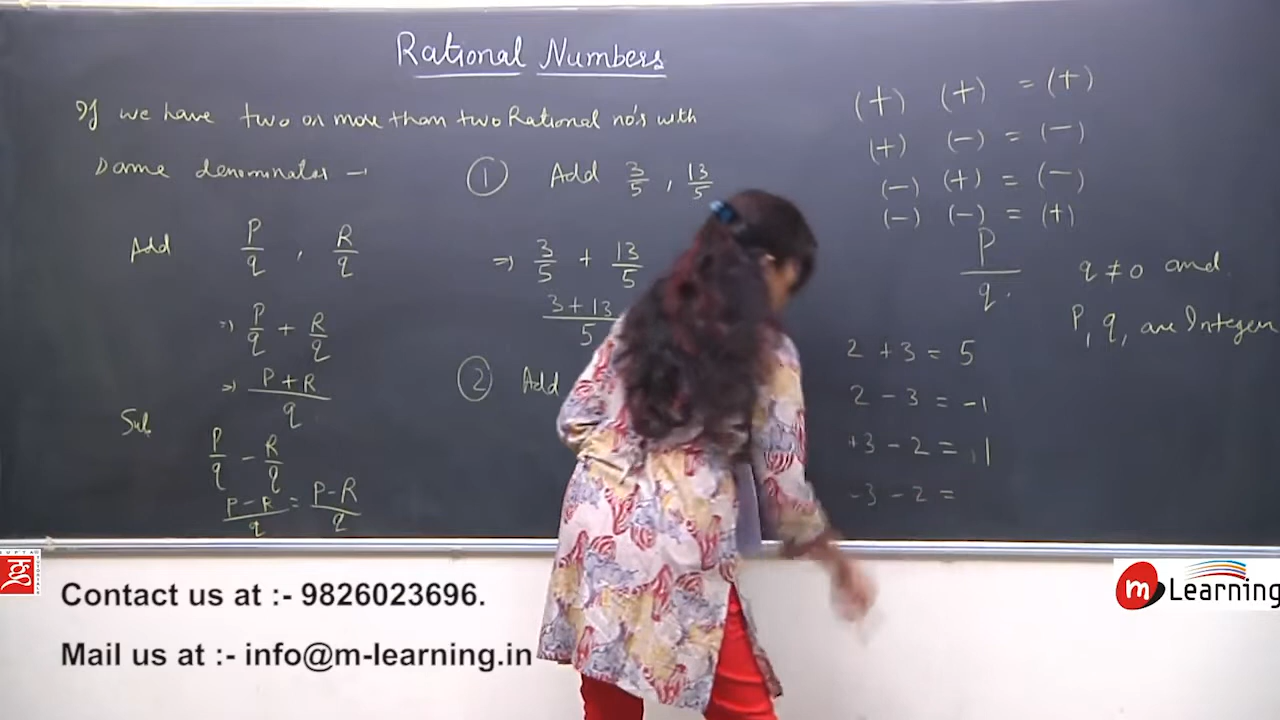 Rational Numbers
If we have two or more than two Rational no's with
same denominator –
Add P/q , R/q
⇒ P/q + R/q
⇒ P+R/q
Sub
P/q – R/q
P–R/q = P–R/q
① Add 3/5 , 13/5
⇒ 3/5 + 13/5
3+13/5
② Add
(+) (+) = (+)
(+) (–) = (–)
(–) (+) = (–)
(–) (–) = (+)
P/q. q ≠ 0 and
P, q, are Integer
2 + 3 = 5
2 – 3 = –1
+3 – 2 = +1
-3 – 2 =
GUPTA TUTORIALS
Contact us at :- 9826023696.
Mail us at :- info@m-learning.in
m Learning